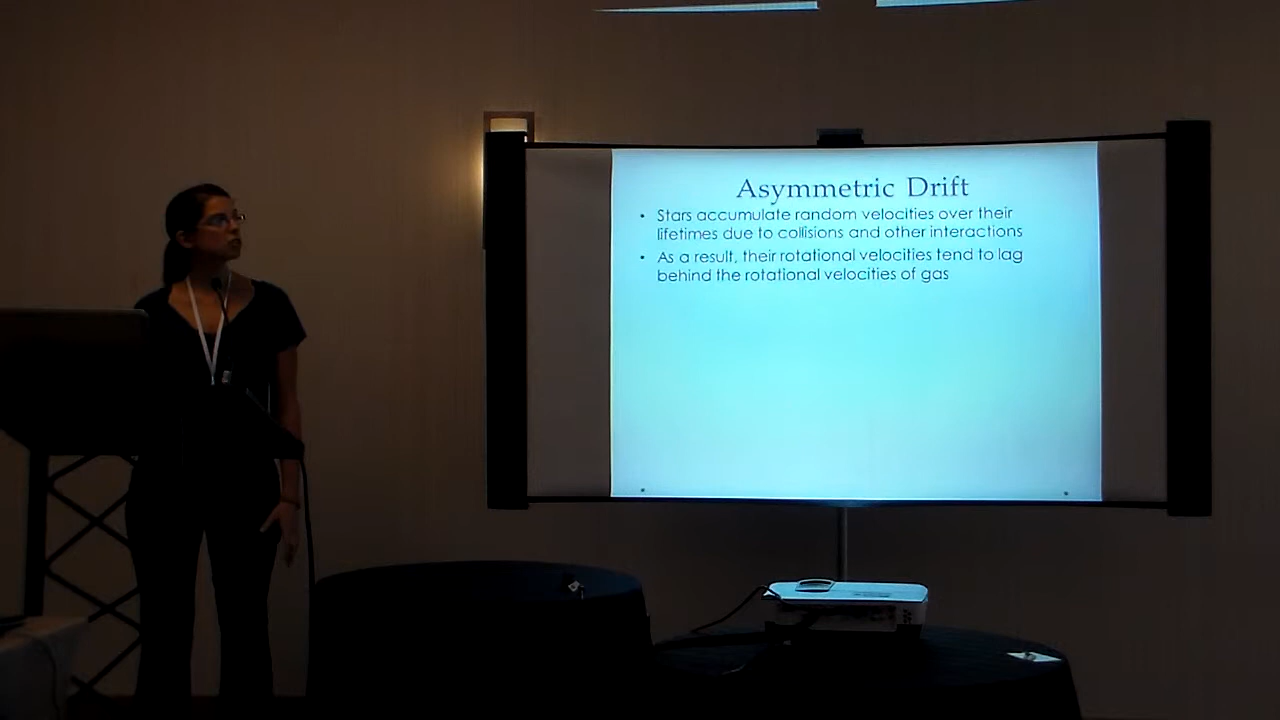 Asymmetric Drift
• Stars accumulate random velocities over their
lifetimes due to collisions and other interactions
• As a result, their rotational velocities tend to lag
behind the rotational velocities of gas